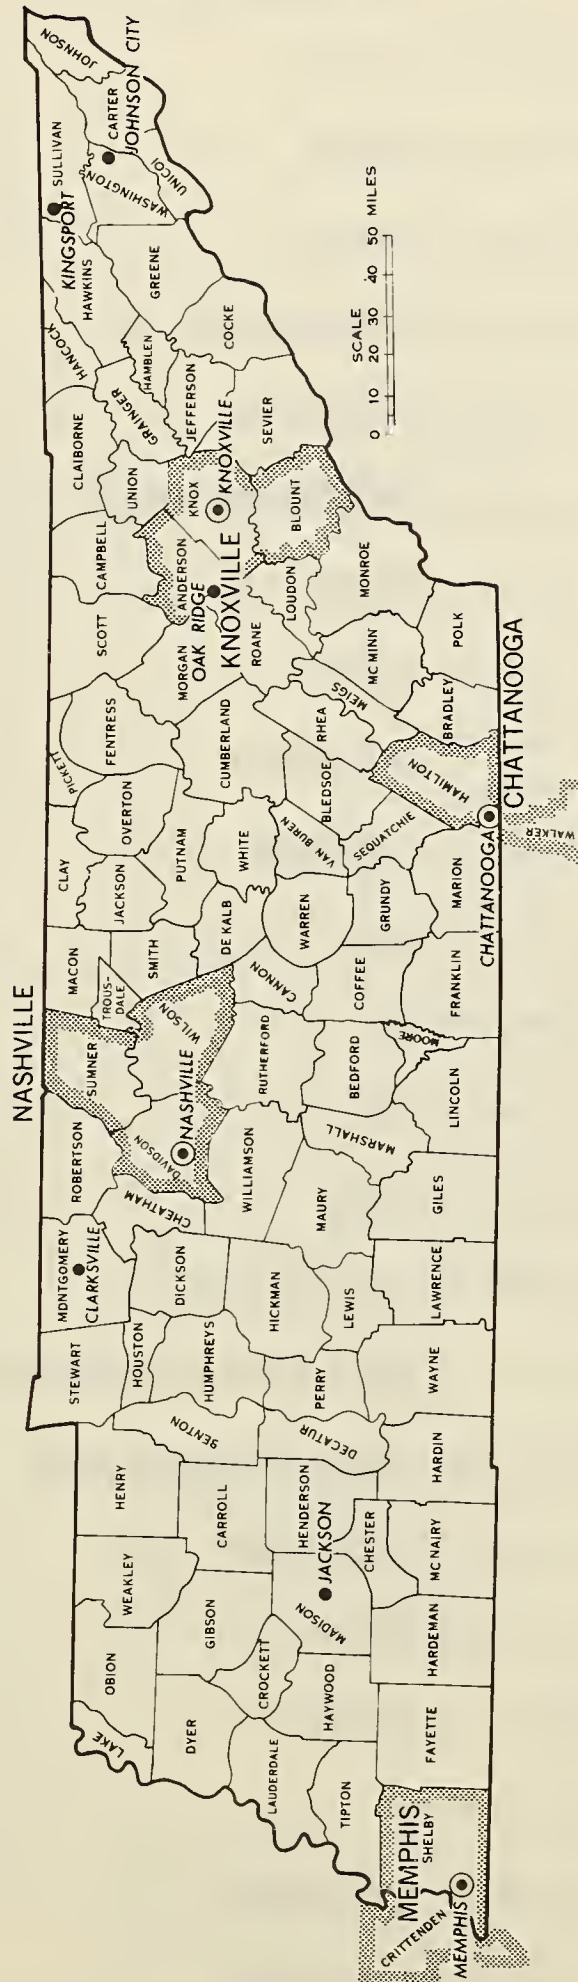 NASHVILLE
LAKE
OBION
WEAKLEY
HENRY
STEWART
MONTGOMERY
CLARKSVILLE
ROBERTSON
SUMNER
MACON
TROUS-
DALE
CLAY
PICKETT
FENTRESS
SCOTT
CAMPBELL
CLAIBORNE
HANCOCK
HAWKINS
KINGSPORT
SULLIVAN
JOHNSON
CARTER
JOHNSON CITY
WASHINGTON
UNICOI
GREENE
COCKE
HAMBLEN
GRAINGER
JEFFERSON
UNION
KNOX
KNOXVILLE
SEVIER
BLOUNT
ANDERSON
OAK RIDGE
KNOXVILLE
MORGAN
ROANE
LOUDON
MONROE
MC MINN
POLK
BRADLEY
MEIGS
RHEA
HAMILTON
CHATTANOOGA
CHATTANOOGA
WALKER
CUMBERLAND
BLEDSOE
SEQUATCHIE
VAN BUREN
WHITE
PUTNAM
OVERTON
JACKSON
SMITH
DE KALB
WARREN
GRUNDY
MARION
FRANKLIN
COFFEE
CANNON
WILSON
DAVIDSON
NASHVILLE
RUTHERFORD
BEDFORD
MOORE
LINCOLN
MARSHALL
WILLIAMSON
CHEATHAM
DICKSON
HOUSTON
HUMPHREYS
HICKMAN
MAURY
GILES
LEWIS
LAWRENCE
PERRY
WAYNE
BENTON
DECATUR
HARDIN
CARROLL
HENDERSON
CHESTER
MC NAIRY
JACKSON
MADISON
GIBSON
CROCKETT
HARDEMAN
HAYWOOD
DYER
LAUDERDALE
TIPTON
FAYETTE
MEMPHIS
SHELBY
CRITTENDEN
MEMPHIS
SCALE
0 10 20 30 40 50 MILES